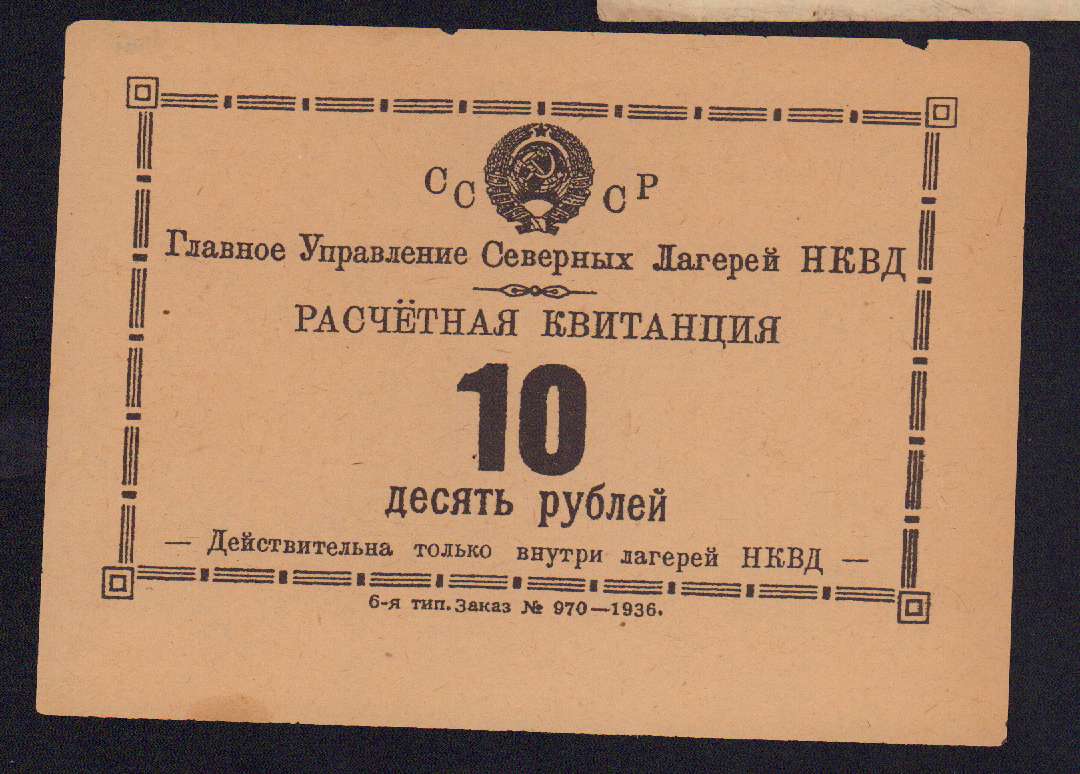 СССР
Главное Управление Северных Лагерей НКВД
РАСЧЁТНАЯ КВИТАНЦИЯ
10
десять рублей
— Действительна только внутри лагерей НКВД —
6-я тип. Заказ № 970—1936.